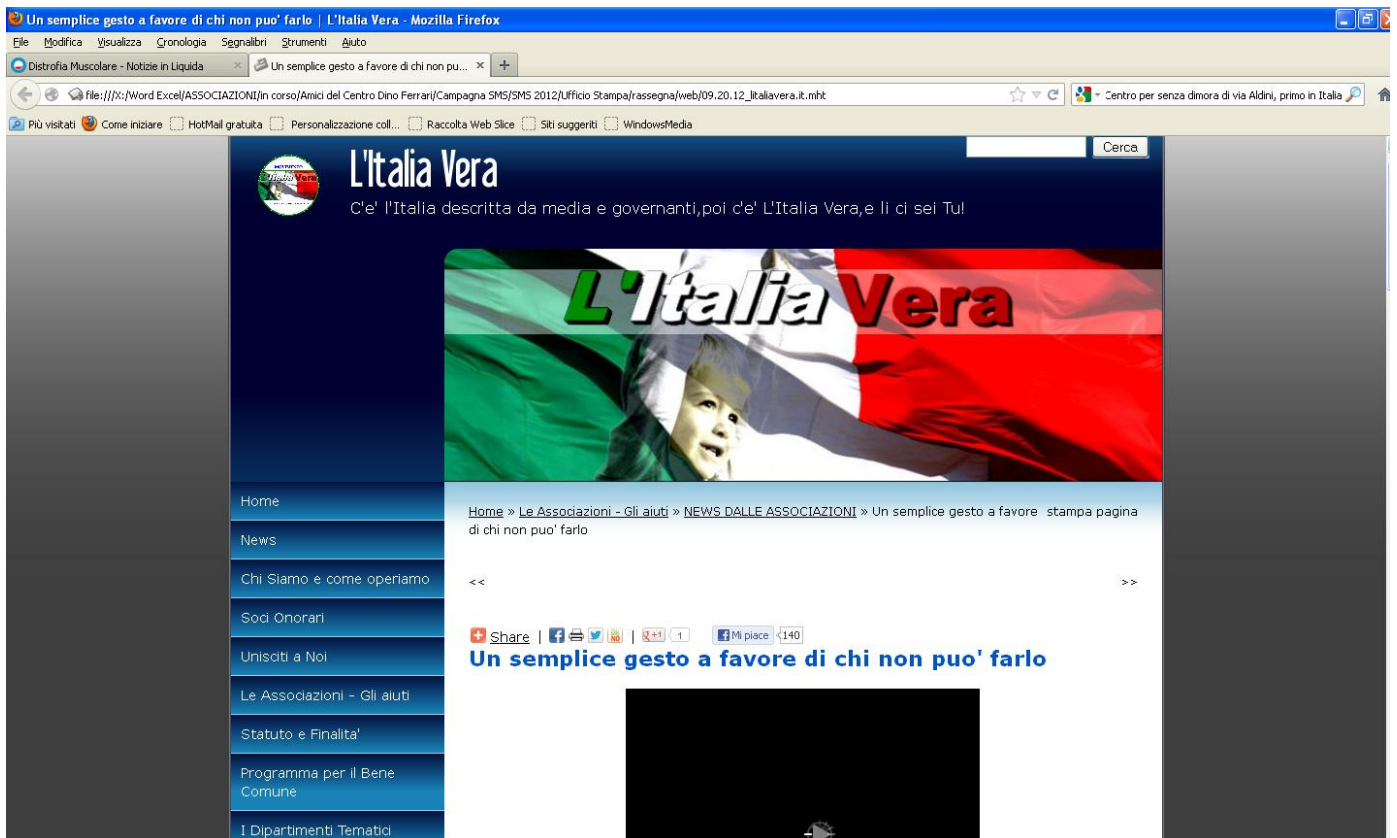 Un semplice gesto a favore di chi non puo' farlo | L'Italia Vera - Mozilla Firefox
File Modifica Visualizza Cronologia Segnalibri Strumenti Aiuto
Distrofia Muscolare - Notizie in Liquida
Un semplice gesto a favore di chi non pu...
file:///X:/Word Excel/ASSOCIAZIONI/in corso/Amici del Centro Dino Ferrari/Campagna SMS/SMS 2012/Ufficio Stampa/rassegna/web/09.20.12_litaliavera.it.mht
Centro per senza dimora di via Aldini, primo in Italia
Più visitati Come iniziare HotMail gratuita Personalizzazione coll... Raccolta Web Slice Siti suggeriti WindowsMedia
Cerca
L'Italia Vera
C'e' l'Italia descritta da media e governanti,poi c'e' L'Italia Vera,e li ci sei Tu!
L'Italia Vera
Home
News
Chi Siamo e come operiamo
Soci Onorari
Unisciti a Noi
Le Associazioni - Gli aiuti
Statuto e Finalita'
Programma per il Bene
Comune
I Dipartimenti Tematici
Home » Le Associazioni - Gli aiuti » NEWS DALLE ASSOCIAZIONI » Un semplice gesto a favore stampa pagina
di chi non puo' farlo
<< >>
Share | | +1 1 Mi piace 140
Un semplice gesto a favore di chi non puo' farlo